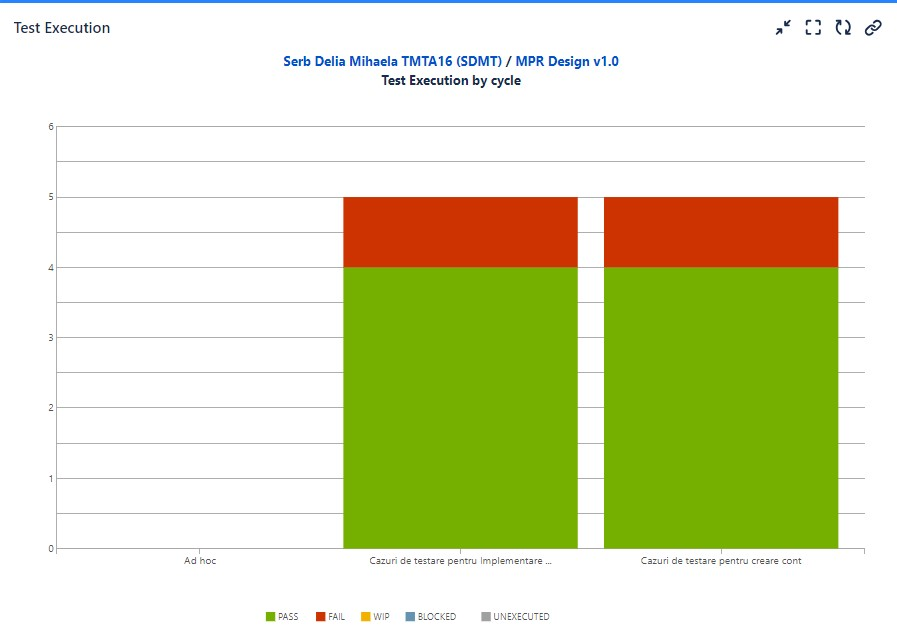 Test Execution
Serb Delia Mihaela TMTA16 (SDMT) / MPR Design v1.0
Test Execution by cycle
6
5
4
3
2
1
0
Ad hoc
Cazuri de testare pentru Implementare ...
Cazuri de testare pentru creare cont
PASS FAIL WIP BLOCKED UNEXECUTED